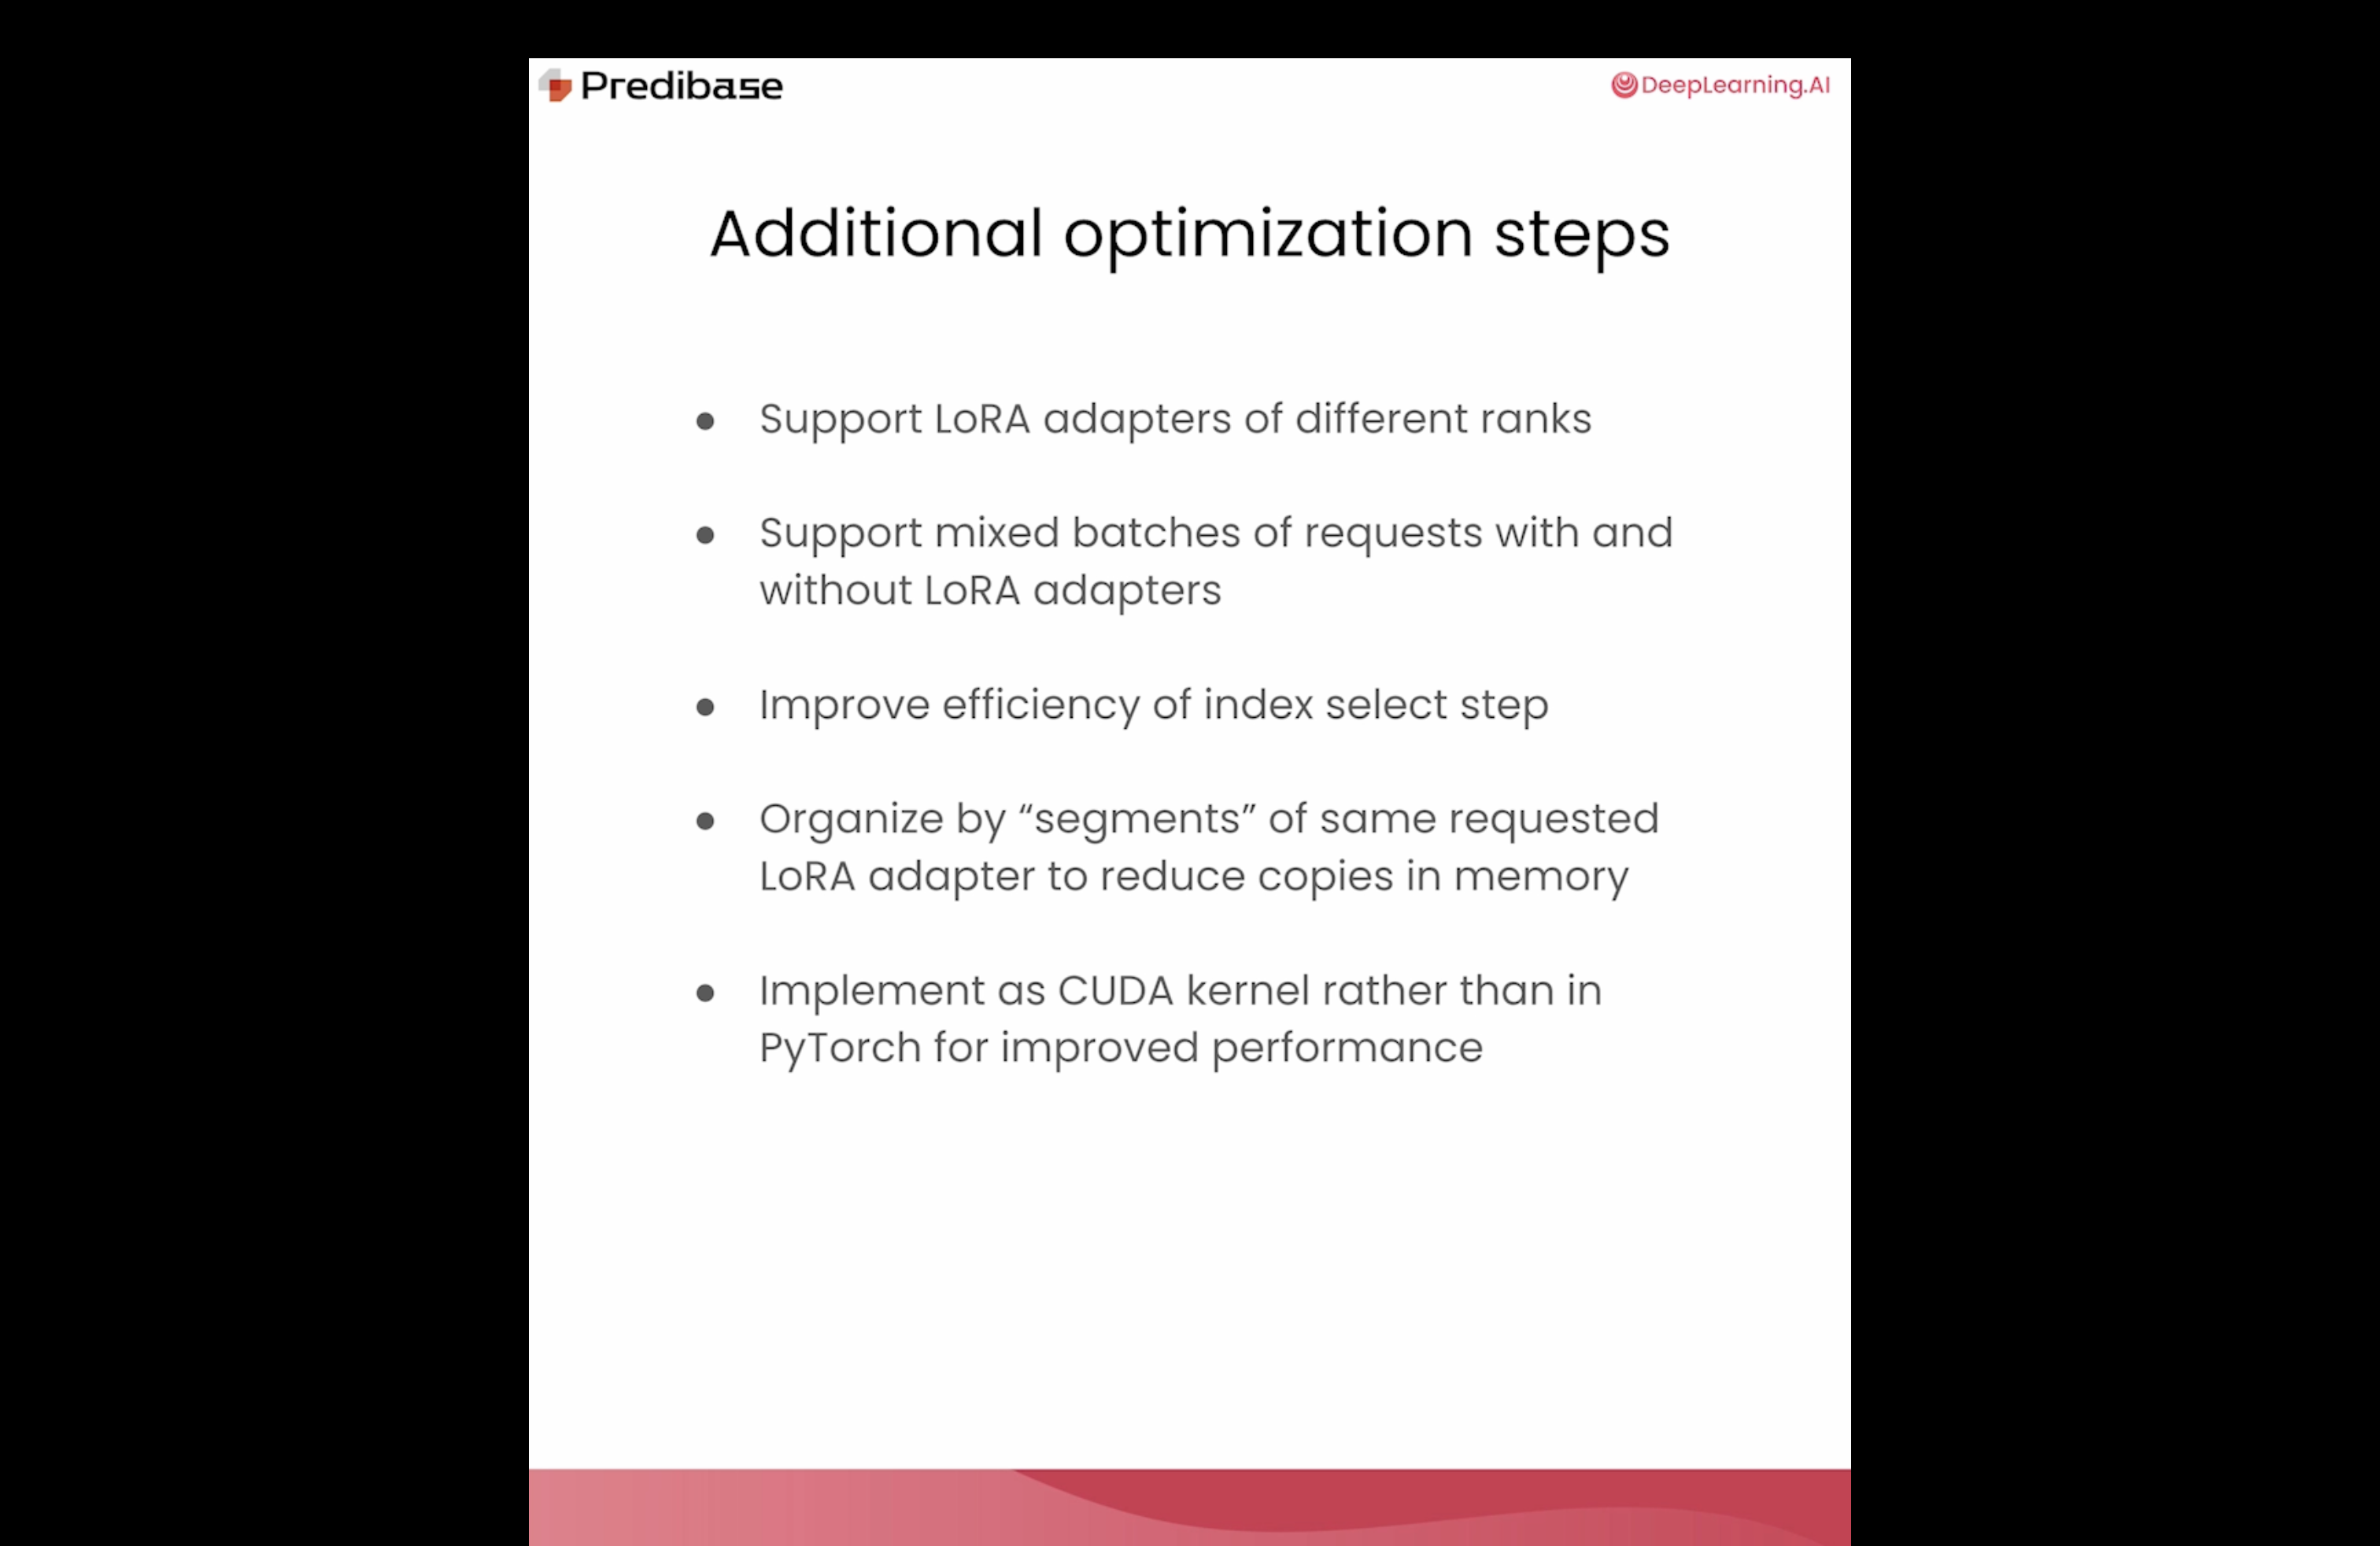 Predibase
DeepLearning.AI
Additional optimization steps
● Support LoRA adapters of different ranks
● Support mixed batches of requests with and
without LoRA adapters
● Improve efficiency of index select step
● Organize by “segments” of same requested
LoRA adapter to reduce copies in memory
● Implement as CUDA kernel rather than in
PyTorch for improved performance